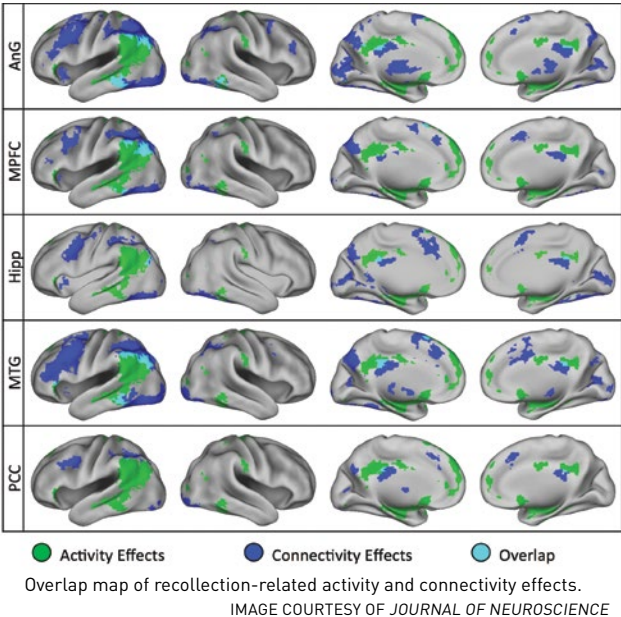 AnG
MPFC
Hipp
MTG
PCC
Activity Effects Connectivity Effects Overlap
Overlap map of recollection-related activity and connectivity effects.
IMAGE COURTESY OF JOURNAL OF NEUROSCIENCE